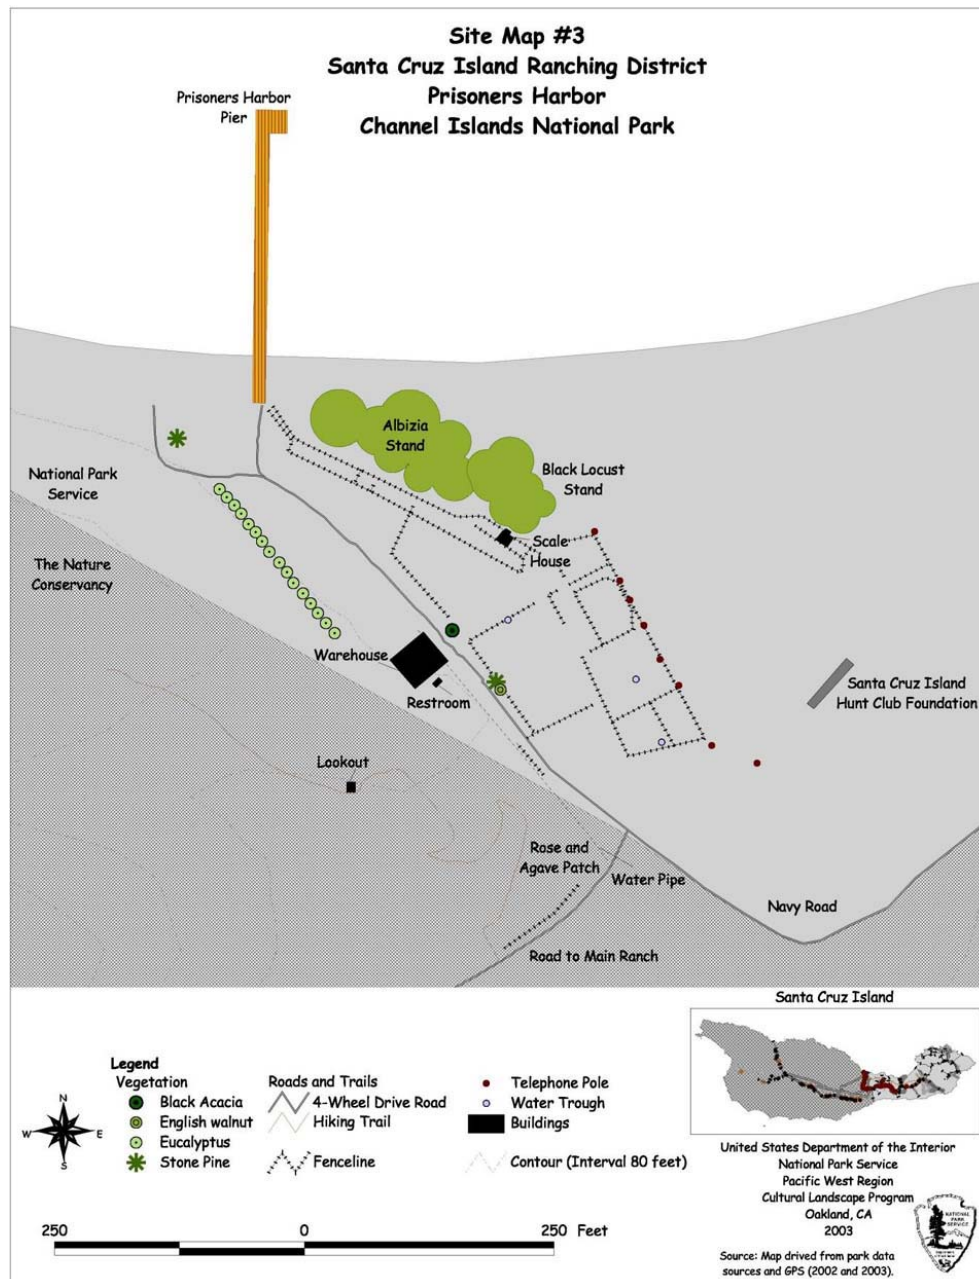 Site Map #3
Santa Cruz Island Ranching District
Prisoners Harbor
Channel Islands National Park
Prisoners Harbor
Pier
Albizia
Stand
Black Locust
Stand
National Park
Service
Scale
House
The Nature
Conservancy
Warehouse
Restroom
Santa Cruz Island
Hunt Club Foundation
Lookout
Rose and
Agave Patch
Water Pipe
Navy Road
Road to Main Ranch
Santa Cruz Island
Legend
Vegetation
Black Acacia
English walnut
Eucalyptus
Stone Pine
Roads and Trails
4-Wheel Drive Road
Hiking Trail
Fenceline
Telephone Pole
Water Trough
Buildings
Contour (Interval 80 feet)
N
W
E
S
250
0
250 Feet
United States Department of the Interior
National Park Service
Pacific West Region
Cultural Landscape Program
Oakland, CA
2003
Source: Map drived from park data
sources and GPS (2002 and 2003).
NATIONAL
PARK
SERVICE